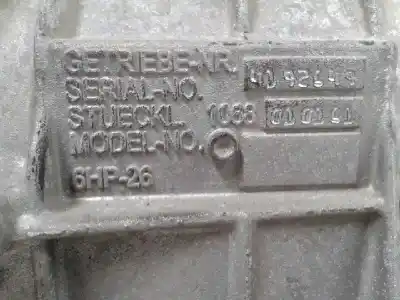 GETRIEBE-NR.
SERIAL-NO.
STUECKL. 1068
MODEL-NO.
6HP-26